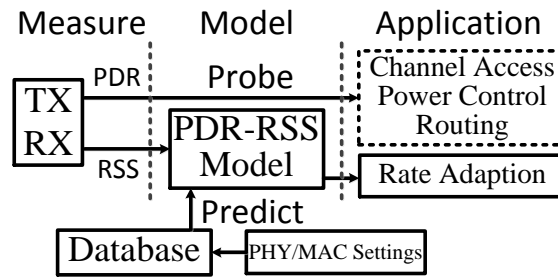 Measure Model Application
PDR Probe
TX
RX
RSS
PDR-RSS
Model
Channel Access
Power Control
Routing
Rate Adaption
Predict
Database
PHY/MAC Settings